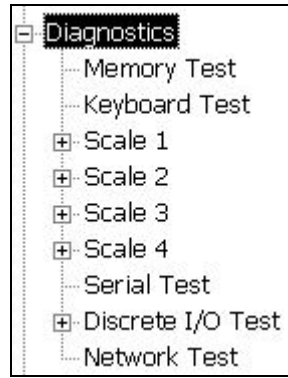 Diagnostics
Memory Test
Keyboard Test
Scale 1
Scale 2
Scale 3
Scale 4
Serial Test
Discrete I/O Test
Network Test